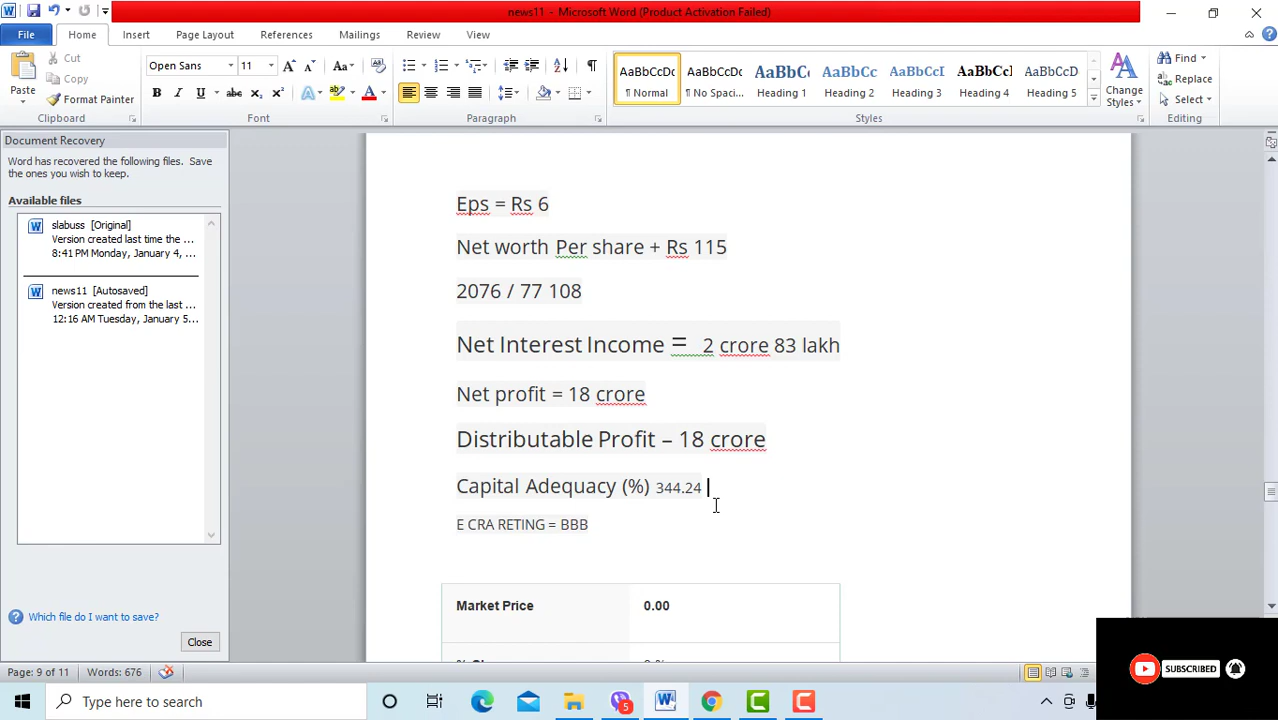 news11 - Microsoft Word (Product Activation Failed)
File Home Insert Page Layout References Mailings Review View
Paste
Cut
Copy
Format Painter
Clipboard
Open Sans 11
Font
Paragraph
AaBbCcDc
¶ Normal
AaBbCcDc
¶ No Spaci...
AaBbC
Heading 1
AaBbCc
Heading 2
AaBbCcI
Heading 3
AaBbCcI
Heading 4
AaBbCcDc
Heading 5
Change
Styles
Styles
Find
Replace
Select
Editing
Document Recovery
Word has recovered the following files. Save
the ones you wish to keep.
Available files
slabuss [Original]
Version created last time the ...
8:41 PM Monday, January 4, ...
news11 [Autosaved]
Version created from the last ...
12:16 AM Tuesday, January 5...
Which file do I want to save?
Close
Eps = Rs 6
Net worth Per share + Rs 115
2076 / 77 108
Net Interest Income = 2 crore 83 lakh
Net profit = 18 crore
Distributable Profit – 18 crore
Capital Adequacy (%) 344.24
E CRA RETING = BBB
Market Price 0.00
Page: 9 of 11 Words: 676
SUBSCRIBED
Type here to search
5